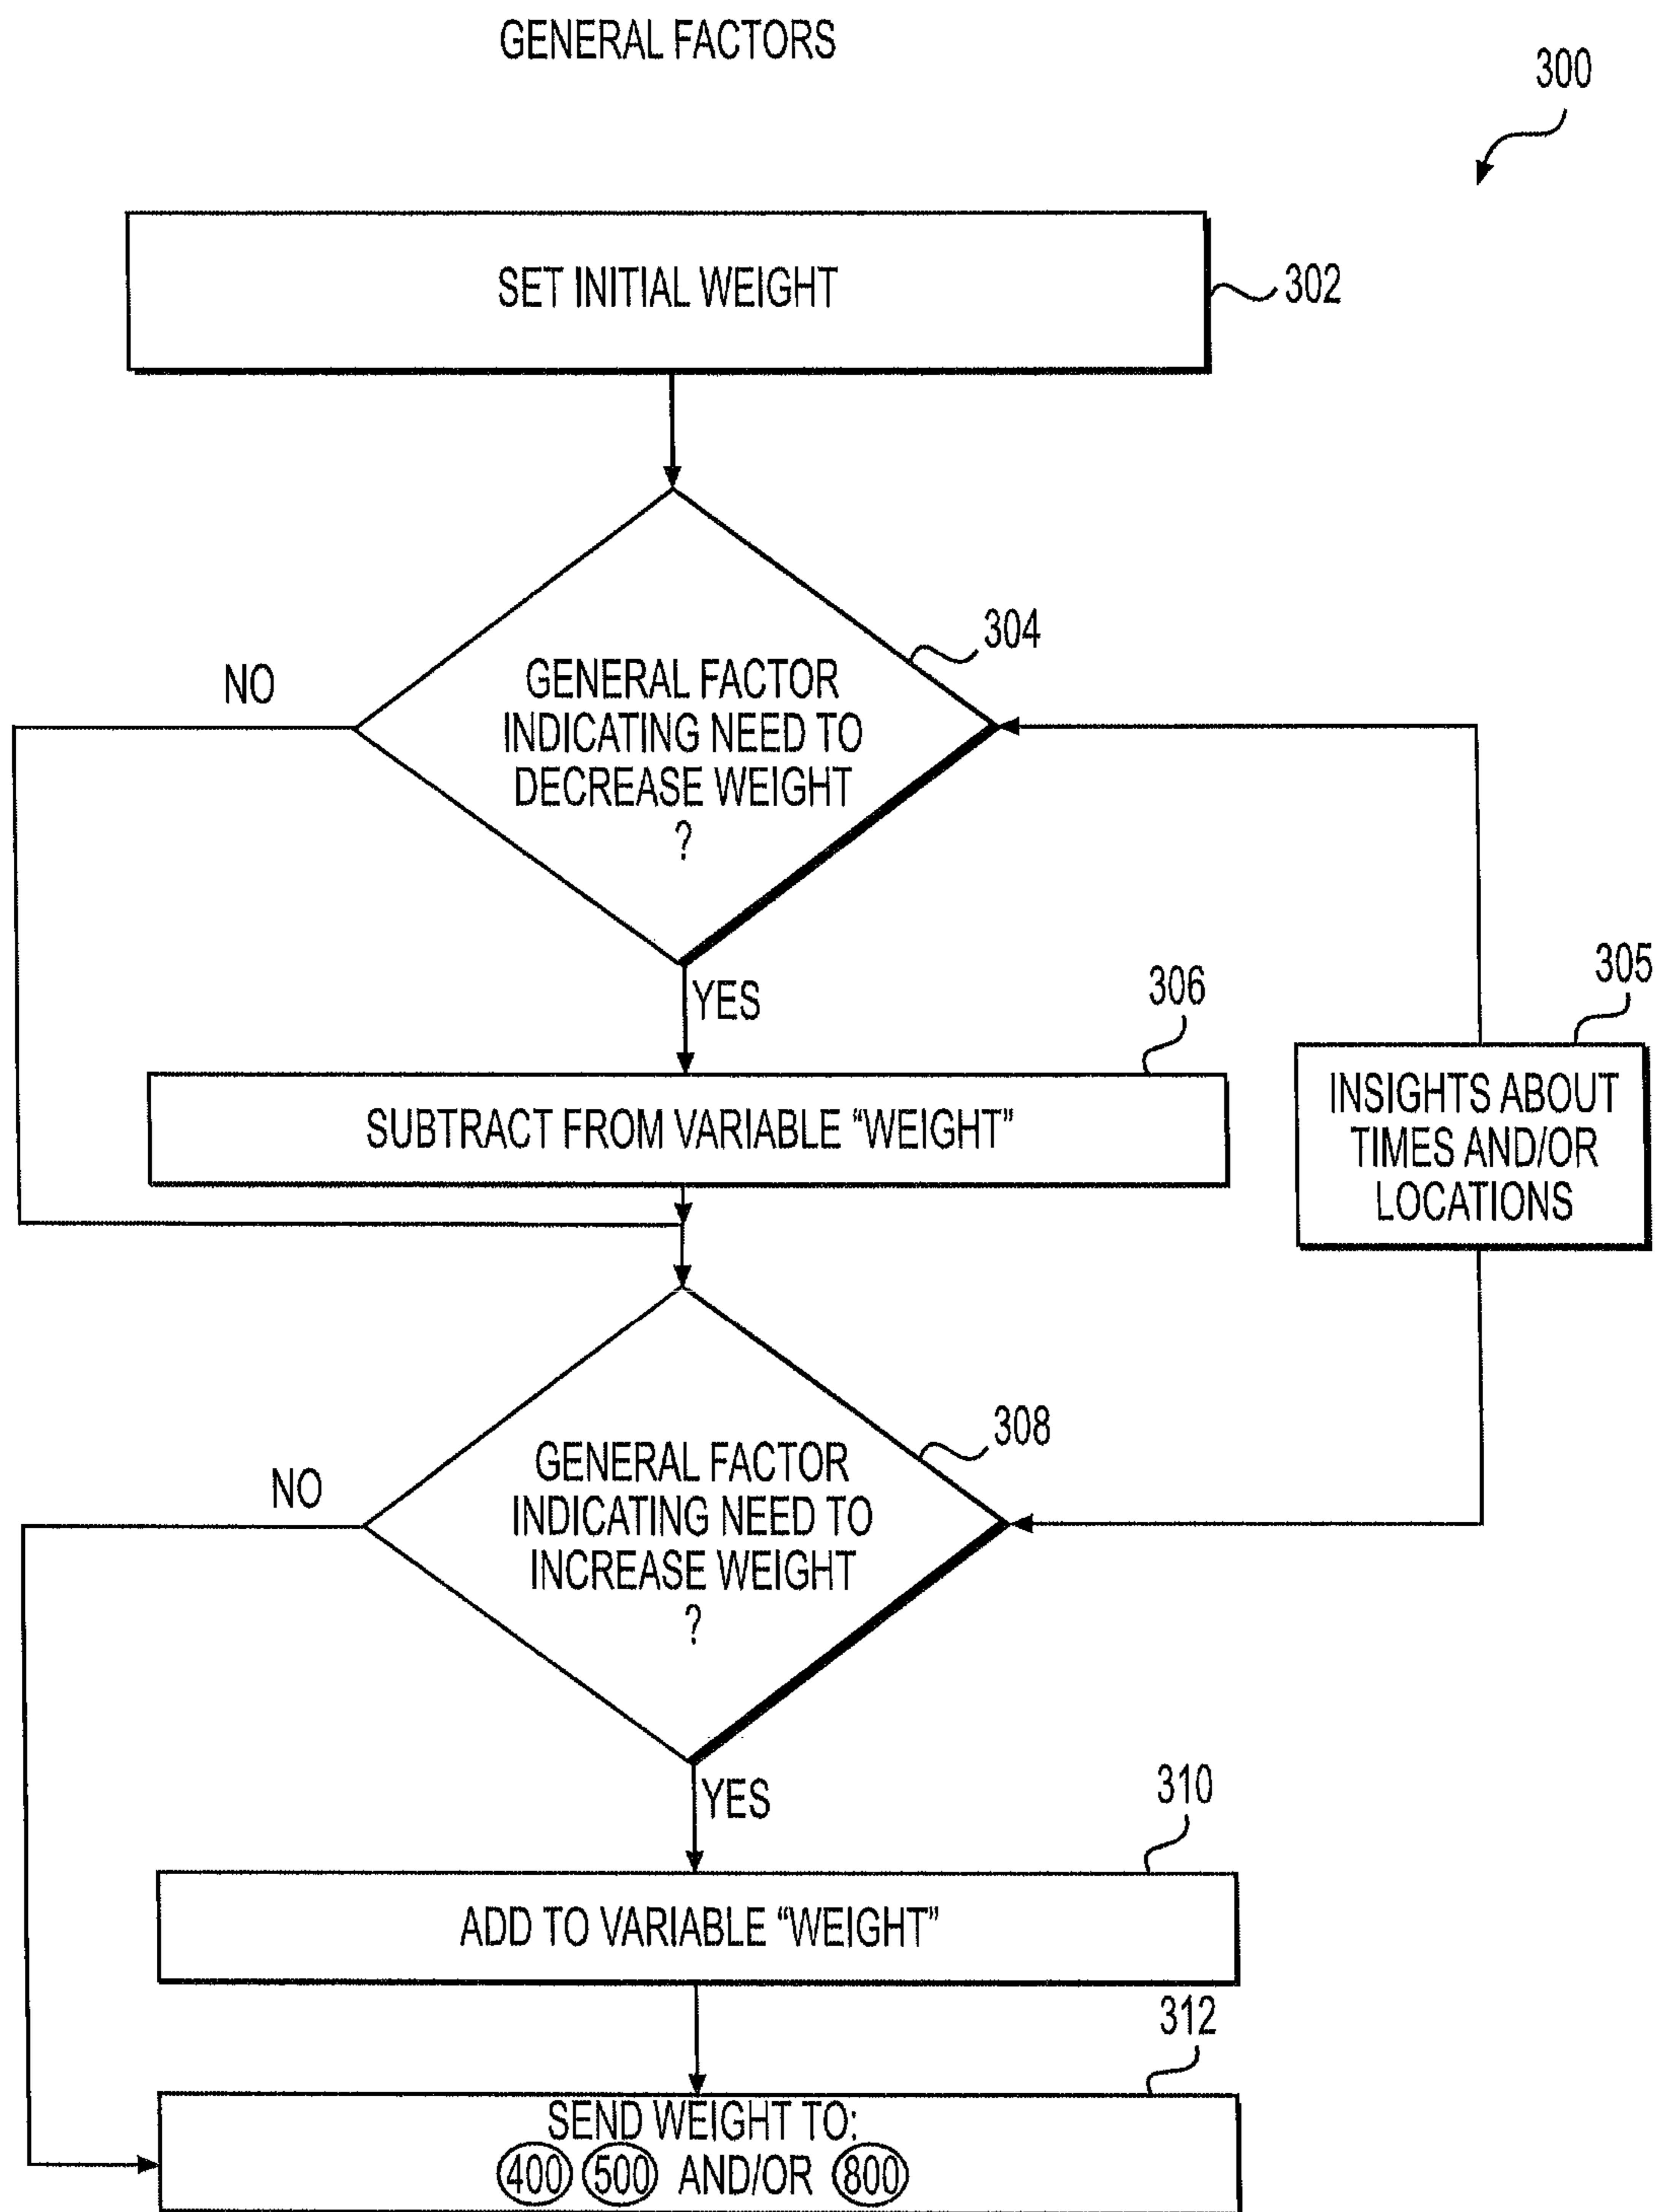 GENERAL FACTORS
300
SET INITIAL WEIGHT
302
304
NO
GENERAL FACTOR
INDICATING NEED TO
DECREASE WEIGHT
?
YES
306
305
SUBTRACT FROM VARIABLE “WEIGHT”
INSIGHTS ABOUT
TIMES AND/OR
LOCATIONS
308
NO
GENERAL FACTOR
INDICATING NEED TO
INCREASE WEIGHT
?
YES
310
ADD TO VARIABLE “WEIGHT”
312
SEND WEIGHT TO:
400 500 AND/OR 800